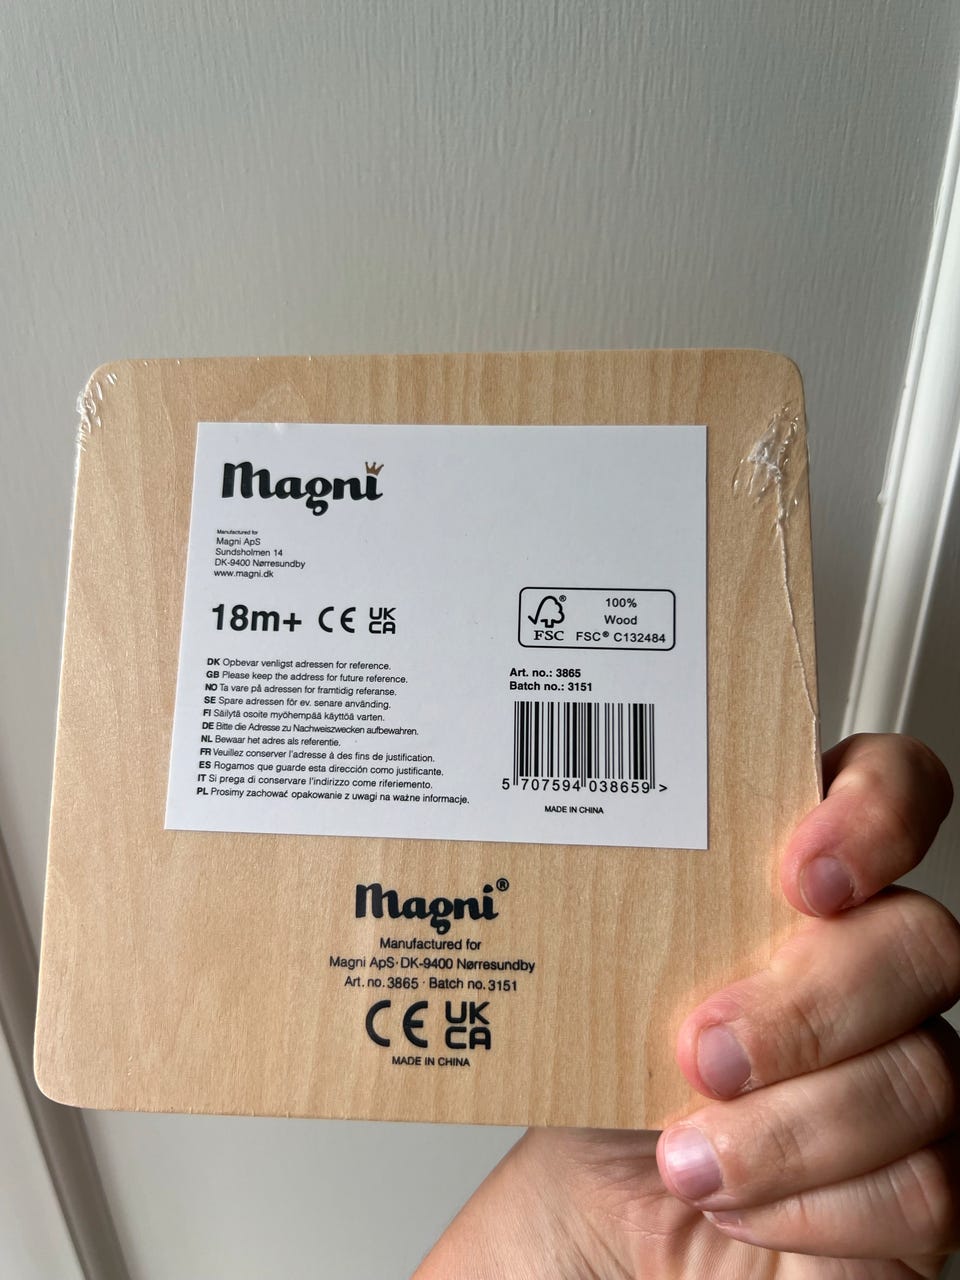 Magni
Manufactured for
Magni ApS
Sundsholmen 14
DK-9400 Nørresundby
www.magni.dk
18m+ CE UK CA
100%
Wood
FSC® FSC® C132484
DK Opbevar venligst adressen for reference.
GB Please keep the address for future reference.
NO Ta vare på adressen for framtidig referanse.
SE Spare adressen för ev. senare använding.
FI Säilytä osoite myöhempää käyttöä varten.
DE Bitte die Adresse zu Nachweiszwecken aufbewahren.
NL Bewaar het adres als referentie.
FR Veuillez conserver l'adresse à des fins de justification.
ES Rogamos que guarde esta dirección como justificante.
IT Si prega di conservare l'indirizzo come riferiemento.
PL Prosimy zachować opakowanie z uwagi na ważne informacje.
Art. no.: 3865
Batch no.: 3151
5 707594 038659 >
MADE IN CHINA
Magni®
Manufactured for
Magni ApS·DK-9400 Nørresundby
Art. no. 3865 · Batch no. 3151
CE UK CA
MADE IN CHINA